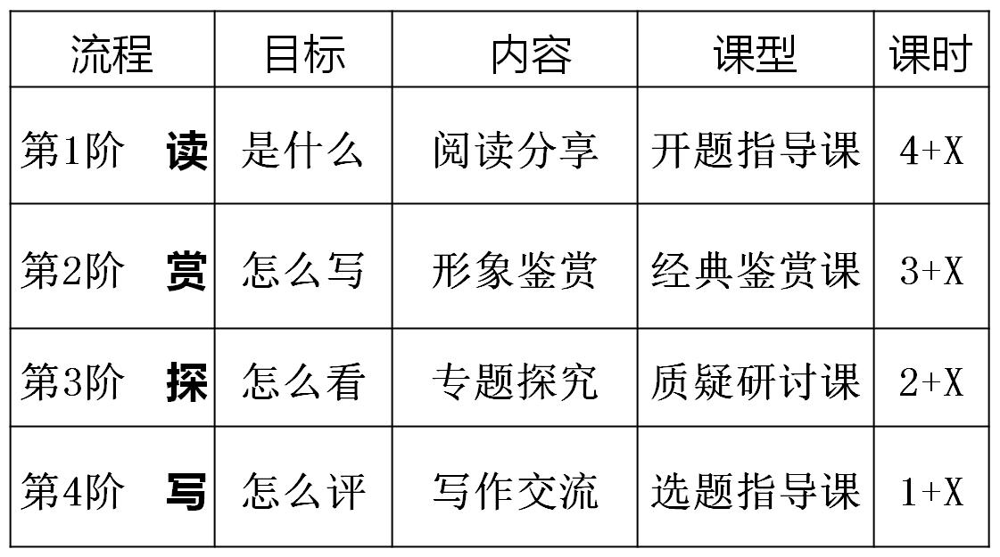 流程 目标 内容 课型 课时
第1阶 读 是什么 阅读分享 开题指导课 4+X
第2阶 赏 怎么写 形象鉴赏 经典鉴赏课 3+X
第3阶 探 怎么看 专题探究 质疑研讨课 2+X
第4阶 写 怎么评 写作交流 选题指导课 1+X